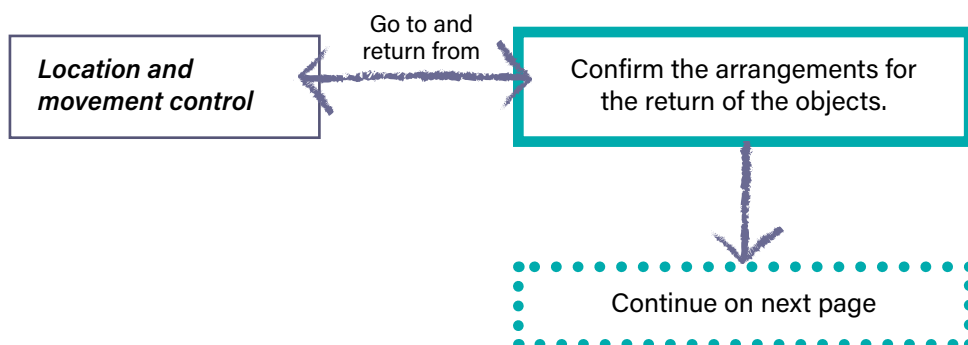 Go to and
return from
Location and
movement control
Confirm the arrangements for
the return of the objects.
Continue on next page